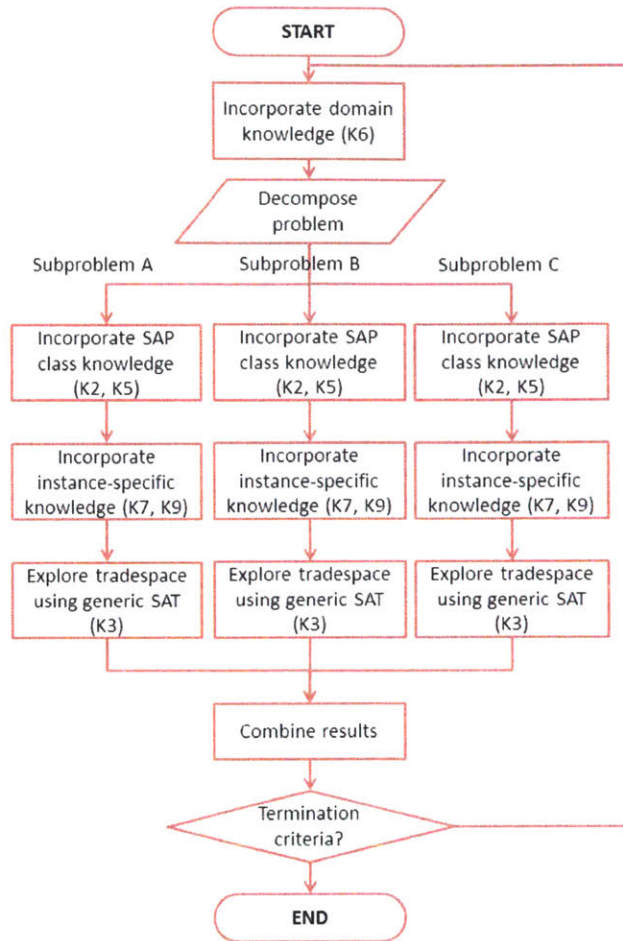 START
Incorporate domain
knowledge (K6)
Decompose
problem
Subproblem A
Subproblem B
Subproblem C
Incorporate SAP
class knowledge
(K2, K5)
Incorporate SAP
class knowledge
(K2, K5)
Incorporate SAP
class knowledge
(K2, K5)
Incorporate
instance-specific
knowledge (K7, K9)
Incorporate
instance-specific
knowledge (K7, K9)
Incorporate
instance-specific
knowledge (K7, K9)
Explore tradespace
using generic SAT
(K3)
Explore tradespace
using generic SAT
(K3)
Explore tradespace
using generic SAT
(K3)
Combine results
Termination
criteria?
END